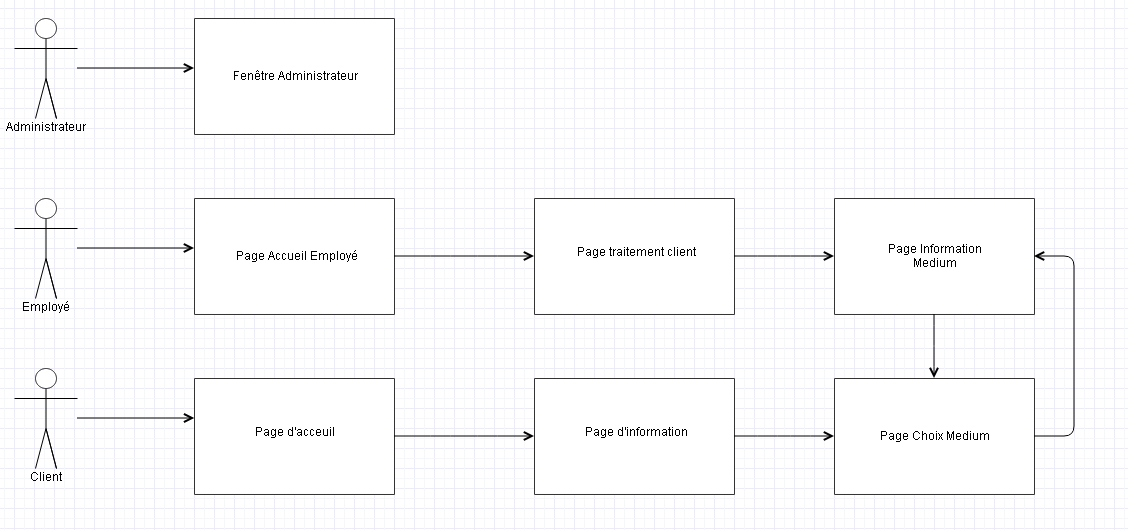 Fenêtre Administrateur
Administrateur
Page Accueil Employé
Page traitement client
Page Information
Medium
Employé
Page d'acceuil
Page d'information
Page Choix Medium
Client